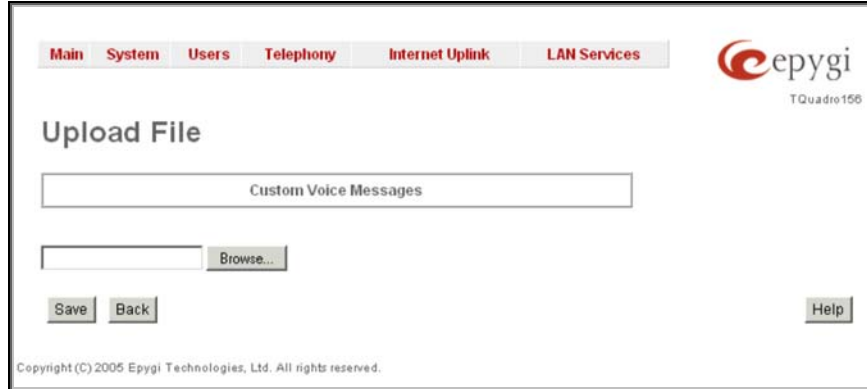 Main System Users Telephony Internet Uplink LAN Services
epygi
TQuadro156
Upload File
Custom Voice Messages
Browse...
Save Back Help
Copyright (C) 2005 Epygi Technologies, Ltd. All rights reserved.